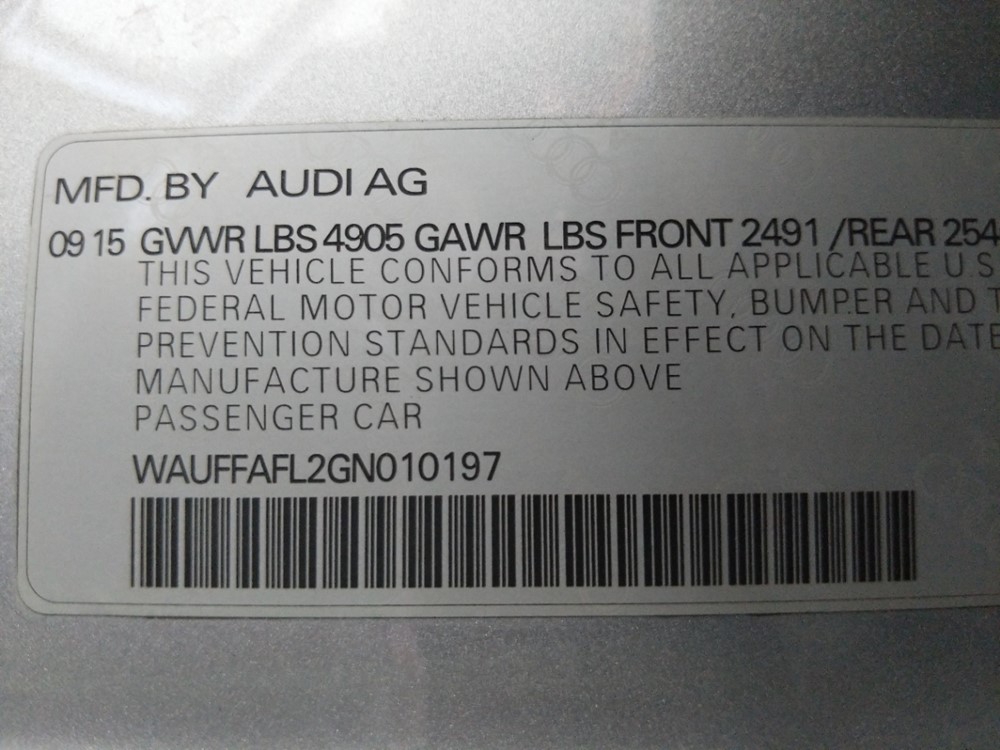 MFD. BY AUDI AG
09 15 GVWR LBS 4905 GAWR LBS FRONT 2491 /REAR 254
THIS VEHICLE CONFORMS TO ALL APPLICABLE U S
FEDERAL MOTOR VEHICLE SAFETY, BUMPER AND T
PREVENTION STANDARDS IN EFFECT ON THE DATE
MANUFACTURE SHOWN ABOVE
PASSENGER CAR
WAUFFAFL2GN010197